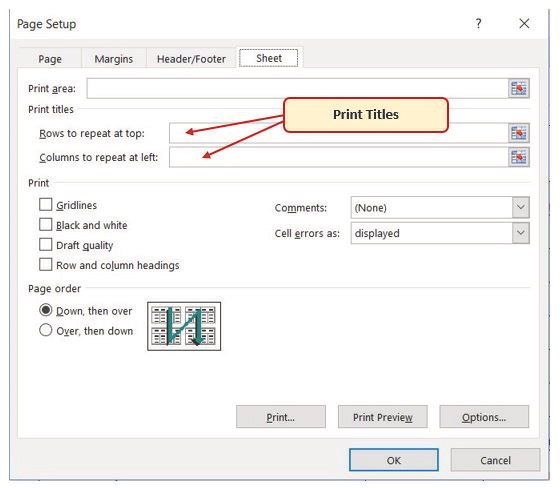 Page Setup
?
Page
Margins
Header/Footer
Sheet
Print area:
Print titles
Print Titles
Rows to repeat at top:
Columns to repeat at left:
Print
Gridlines
Comments:
(None)
Black and white
Cell errors as:
displayed
Draft quality
Row and column headings
Page order
Down, then over
Over, then down
Print...
Print Preview
Options...
OK
Cancel